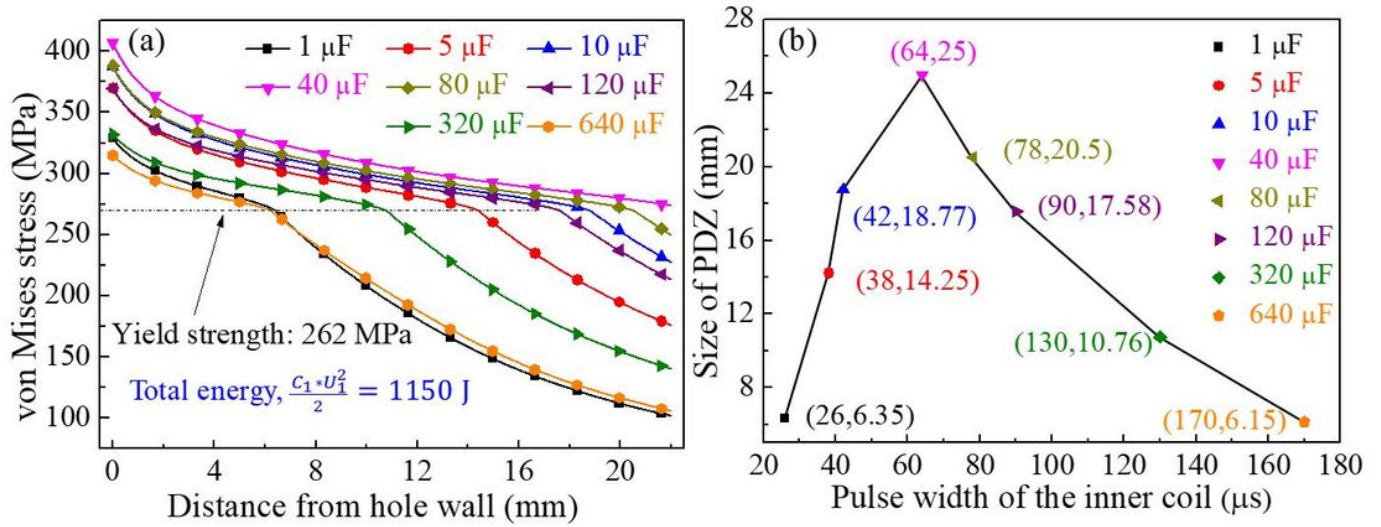 (a)
1 µF
5 µF
10 µF
40 µF
80 µF
120 µF
320 µF
640 µF
von Mises stress (MPa)
400
350
300
250
200
150
100
Yield strength: 262 MPa
Total energy, \frac{C_1*U_1^2}{2} = 1150 J
0
4
8
12
16
20
Distance from hole wall (mm)
(b)
1 µF
5 µF
10 µF
40 µF
80 µF
120 µF
320 µF
640 µF
Size of PDZ (mm)
28
24
20
16
12
8
(64,25)
(78,20.5)
(42,18.77)
(90,17.58)
(38,14.25)
(130,10.76)
(26,6.35)
(170,6.15)
20
40
60
80
100
120
140
160
180
Pulse width of the inner coil (µs)